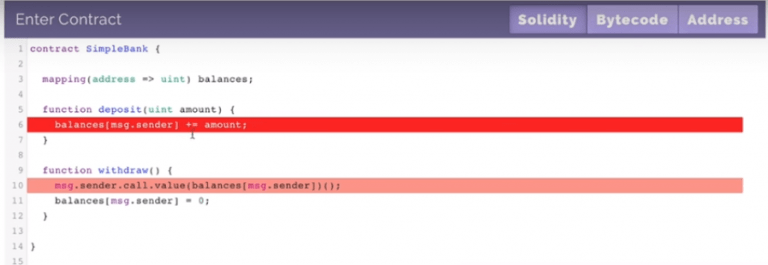 Enter Contract
Solidity Bytecode Address
1 contract SimpleBank {
2
3 mapping(address => uint) balances;
4
5 function deposit(uint amount) {
6 balances[msg.sender] += amount;
7 }
8
9 function withdraw() {
10 msg.sender.call.value(balances[msg.sender])();
11 balances[msg.sender] = 0;
12 }
13
14 }
15